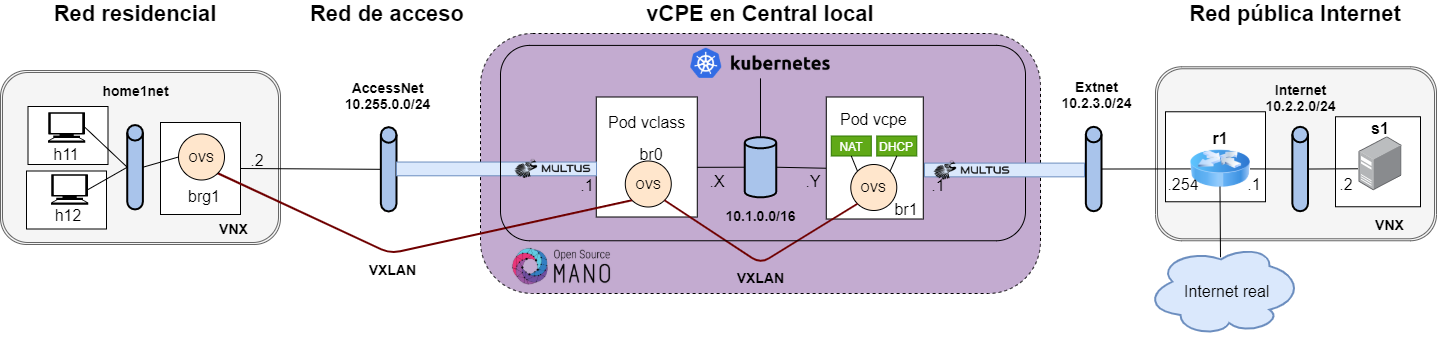 Red residencial
Red de acceso
vCPE en Central local
Red pública Internet
kubernetes
home1net
h11
h12
ovs
brg1
.2
VNX
AccessNet
10.255.0.0/24
MULTUS
.1
Pod vclass
br0
ovs
.X
10.1.0.0/16
.Y
Pod vcpe
NAT
DHCP
ovs
br1
.1
MULTUS
VXLAN
VXLAN
Open Source
MANO
Extnet
10.2.3.0/24
r1
.254
.1
Internet
10.2.2.0/24
s1
.2
VNX
Internet real